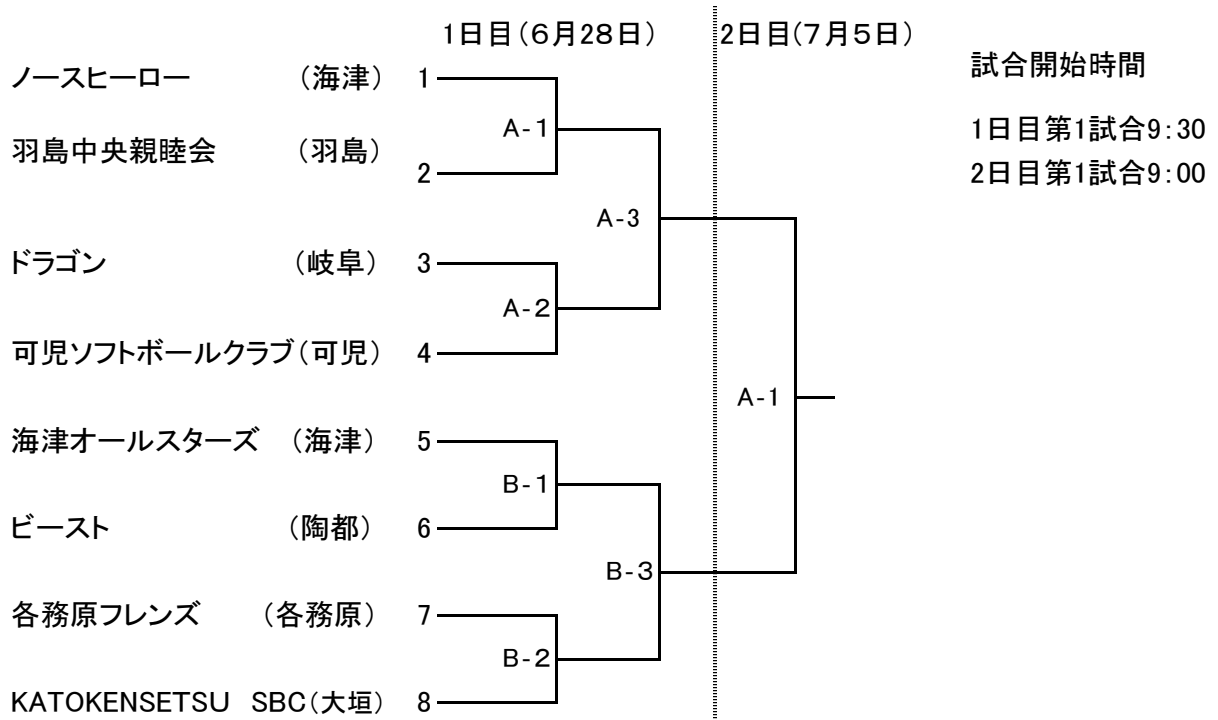 1日目(6月28日)
2日目(7月5日)
試合開始時間
1日目第1試合9:30
2日目第1試合9:00
ノースヒーロー (海津) 1
A-1
羽島中央親睦会 (羽島) 2
A-3
ドラゴン (岐阜) 3
A-2
可児ソフトボールクラブ(可児) 4
A-1
海津オールスターズ (海津) 5
B-1
ビースト (陶都) 6
B-3
各務原フレンズ (各務原) 7
B-2
KATOKENSETSU SBC(大垣) 8